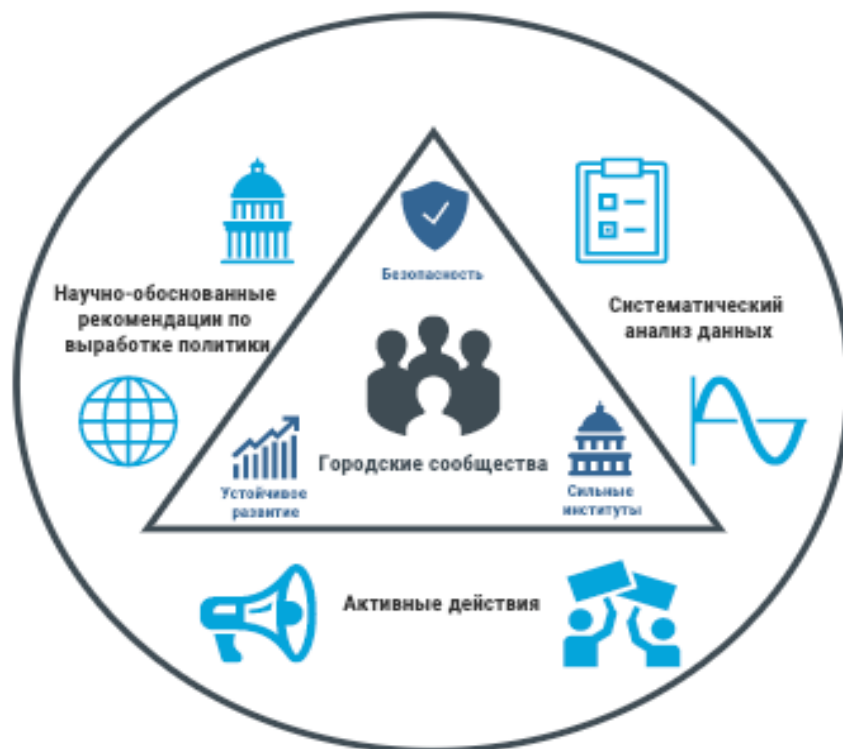 Безопасность
Научно-обоснованные
рекомендации по
выработке политики
Систематический
анализ данных
Городские сообщества
Устойчивое
развитие
Сильные
институты
Активные действия